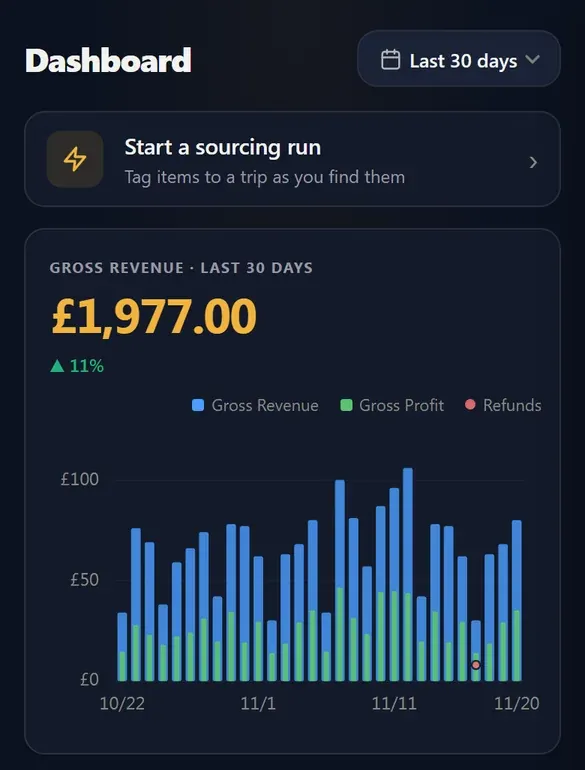 Dashboard
Last 30 days
Start a sourcing run
Tag items to a trip as you find them
GROSS REVENUE · LAST 30 DAYS
£1,977.00
▲ 11%
Gross Revenue
Gross Profit
Refunds
£100
£50
£0
10/22
11/1
11/11
11/20